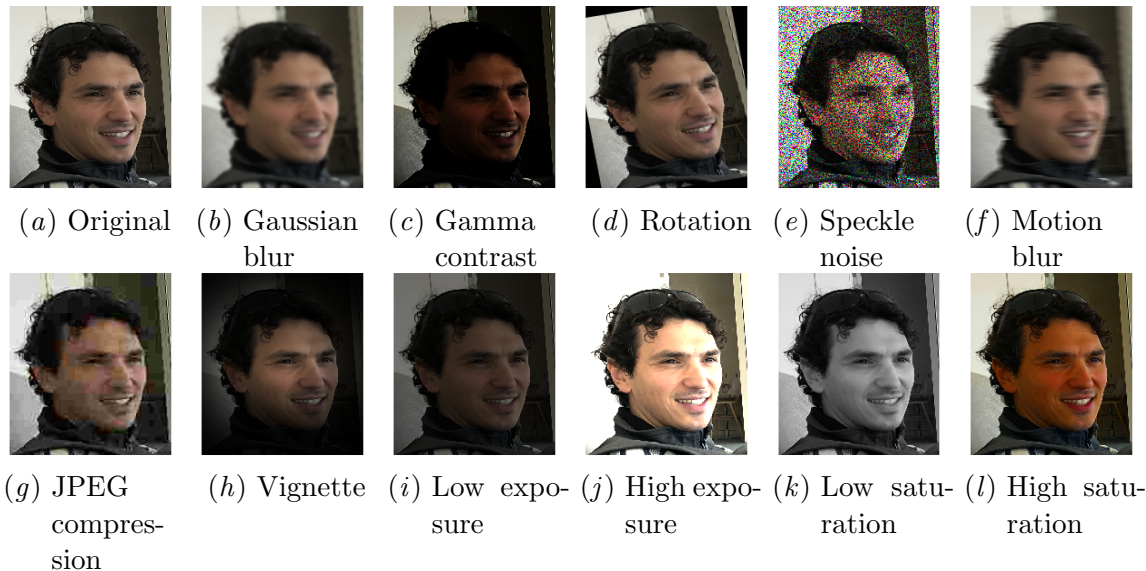 (a) Original (b) Gaussian (c) Gamma (d) Rotation (e) Speckle (f) Motion
blur contrast noise blur
(g) JPEG (h) Vignette (i) Low expo- (j) High expo- (k) Low satu- (l) High satu-
compres- sure sure ration ration
sion